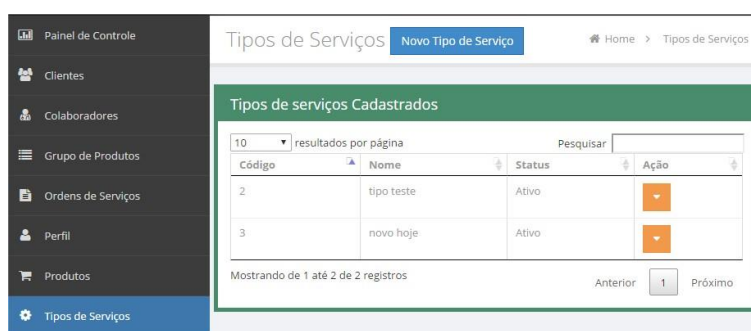 Painel de Controle
Clientes
Colaboradores
Grupo de Produtos
Ordens de Serviços
Perfil
Produtos
Tipos de Serviços
Tipos de Serviços Novo Tipo de Serviço Home > Tipos de Serviços
Tipos de serviços Cadastrados
10 resultados por página Pesquisar
Código Nome Status Ação
2 tipo teste Ativo
3 novo hoje Ativo
Mostrando de 1 até 2 de 2 registros Anterior 1 Próximo